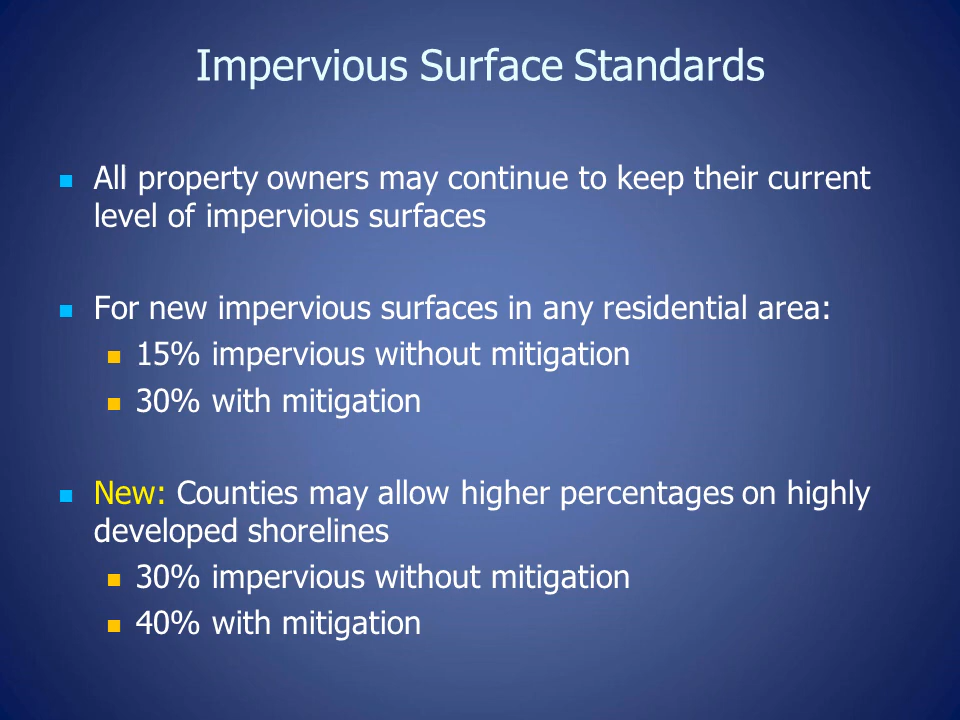 Impervious Surface Standards
All property owners may continue to keep their current
level of impervious surfaces
For new impervious surfaces in any residential area:
15% impervious without mitigation
30% with mitigation
New: Counties may allow higher percentages on highly
developed shorelines
30% impervious without mitigation
40% with mitigation